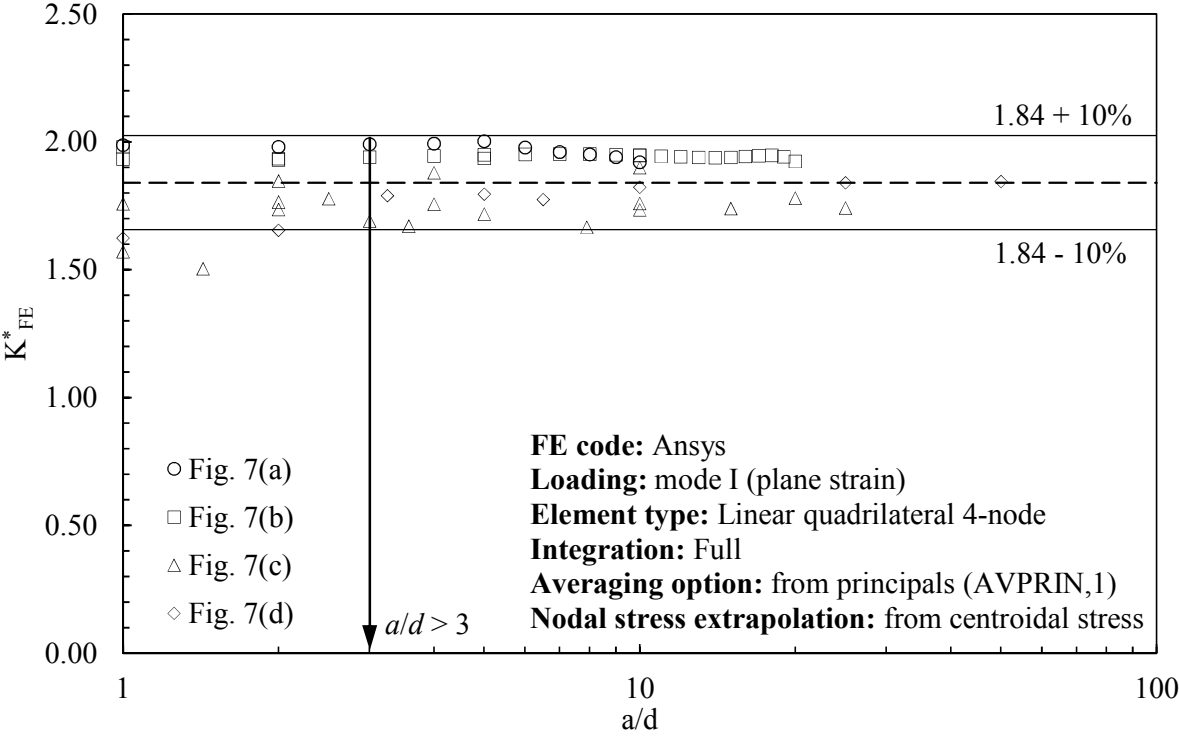 2.50
2.00
1.50
1.00
0.50
0.00
K*FE
1.84 + 10%
1.84 - 10%
Fig. 7(a)
Fig. 7(b)
Fig. 7(c)
Fig. 7(d)
a/d > 3
FE code: Ansys
Loading: mode I (plane strain)
Element type: Linear quadrilateral 4-node
Integration: Full
Averaging option: from principals (AVPRIN,1)
Nodal stress extrapolation: from centroidal stress
1
10
100
a/d